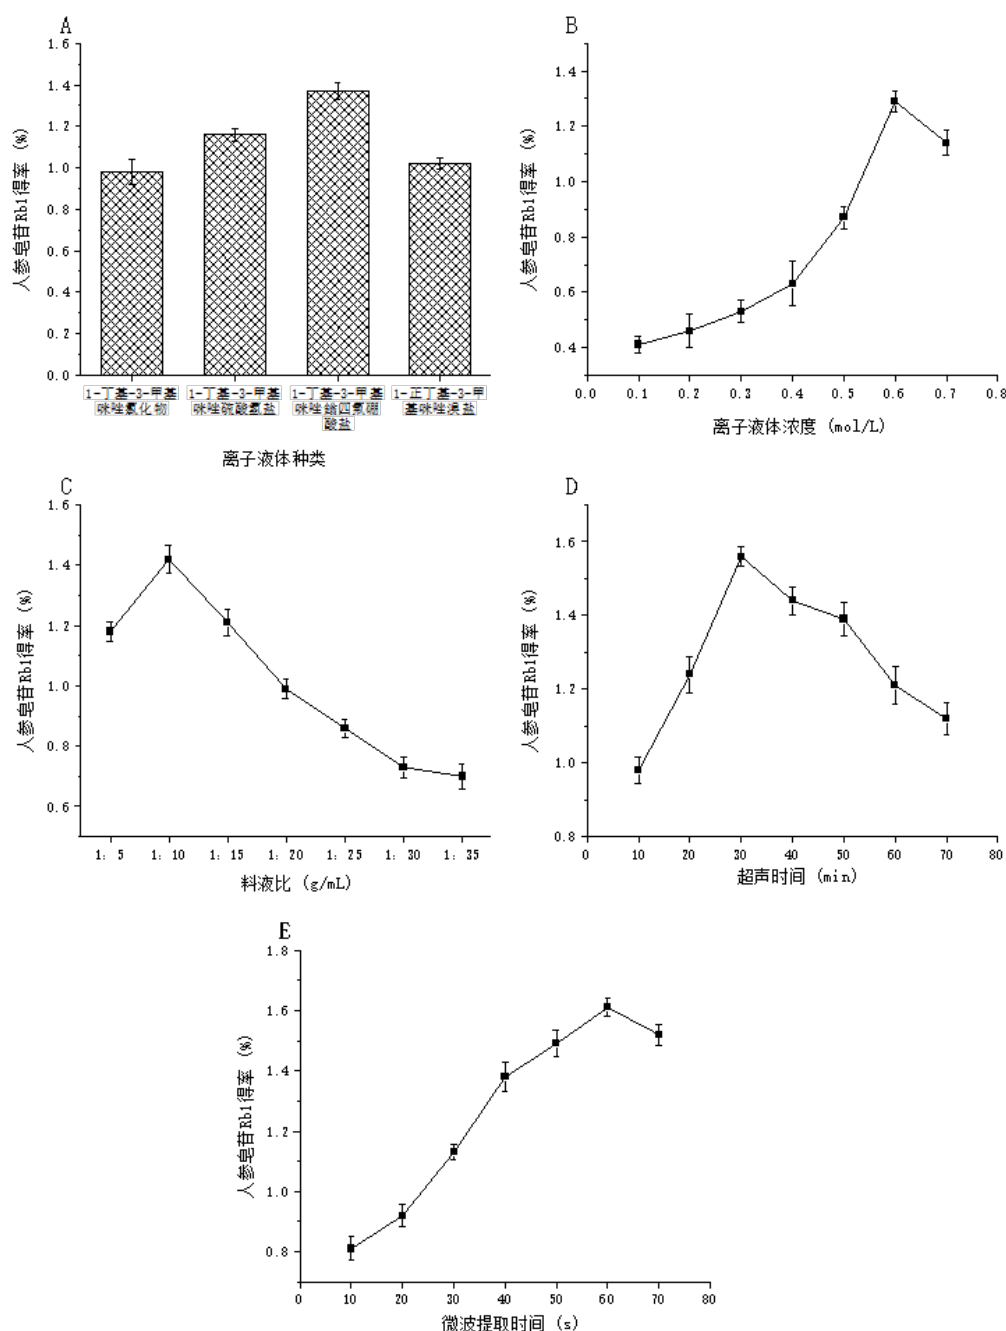 A
人参皂苷Rb1得率 (%)
1.6
1.4
1.2
1.0
0.8
0.6
0.4
0.2
0.0
1-丁基-3-甲基
咪唑氯化物
1-丁基-3-甲基
咪唑硫酸氢盐
1-丁基-3-甲基
咪唑鎓四氟硼
酸盐
1-正丁基-3-甲
基咪唑溴盐
离子液体种类
B
人参皂苷Rb1得率 (%)
1.4
1.2
1.0
0.8
0.6
0.4
0.0 0.1 0.2 0.3 0.4 0.5 0.6 0.7 0.8
离子液体浓度 (mol/L)
C
人参皂苷Rb1得率 (%)
1.6
1.4
1.2
1.0
0.8
0.6
1: 5 1: 10 1: 15 1: 20 1: 25 1: 30 1: 35
料液比 (g/mL)
D
人参皂苷Rb1得率 (%)
1.6
1.4
1.2
1.0
0.8
0 10 20 30 40 50 60 70 80
超声时间 (min)
E
人参皂苷Rb1得率 (%)
1.8
1.6
1.4
1.2
1.0
0.8
0 10 20 30 40 50 60 70 80
微波提取时间 (s)